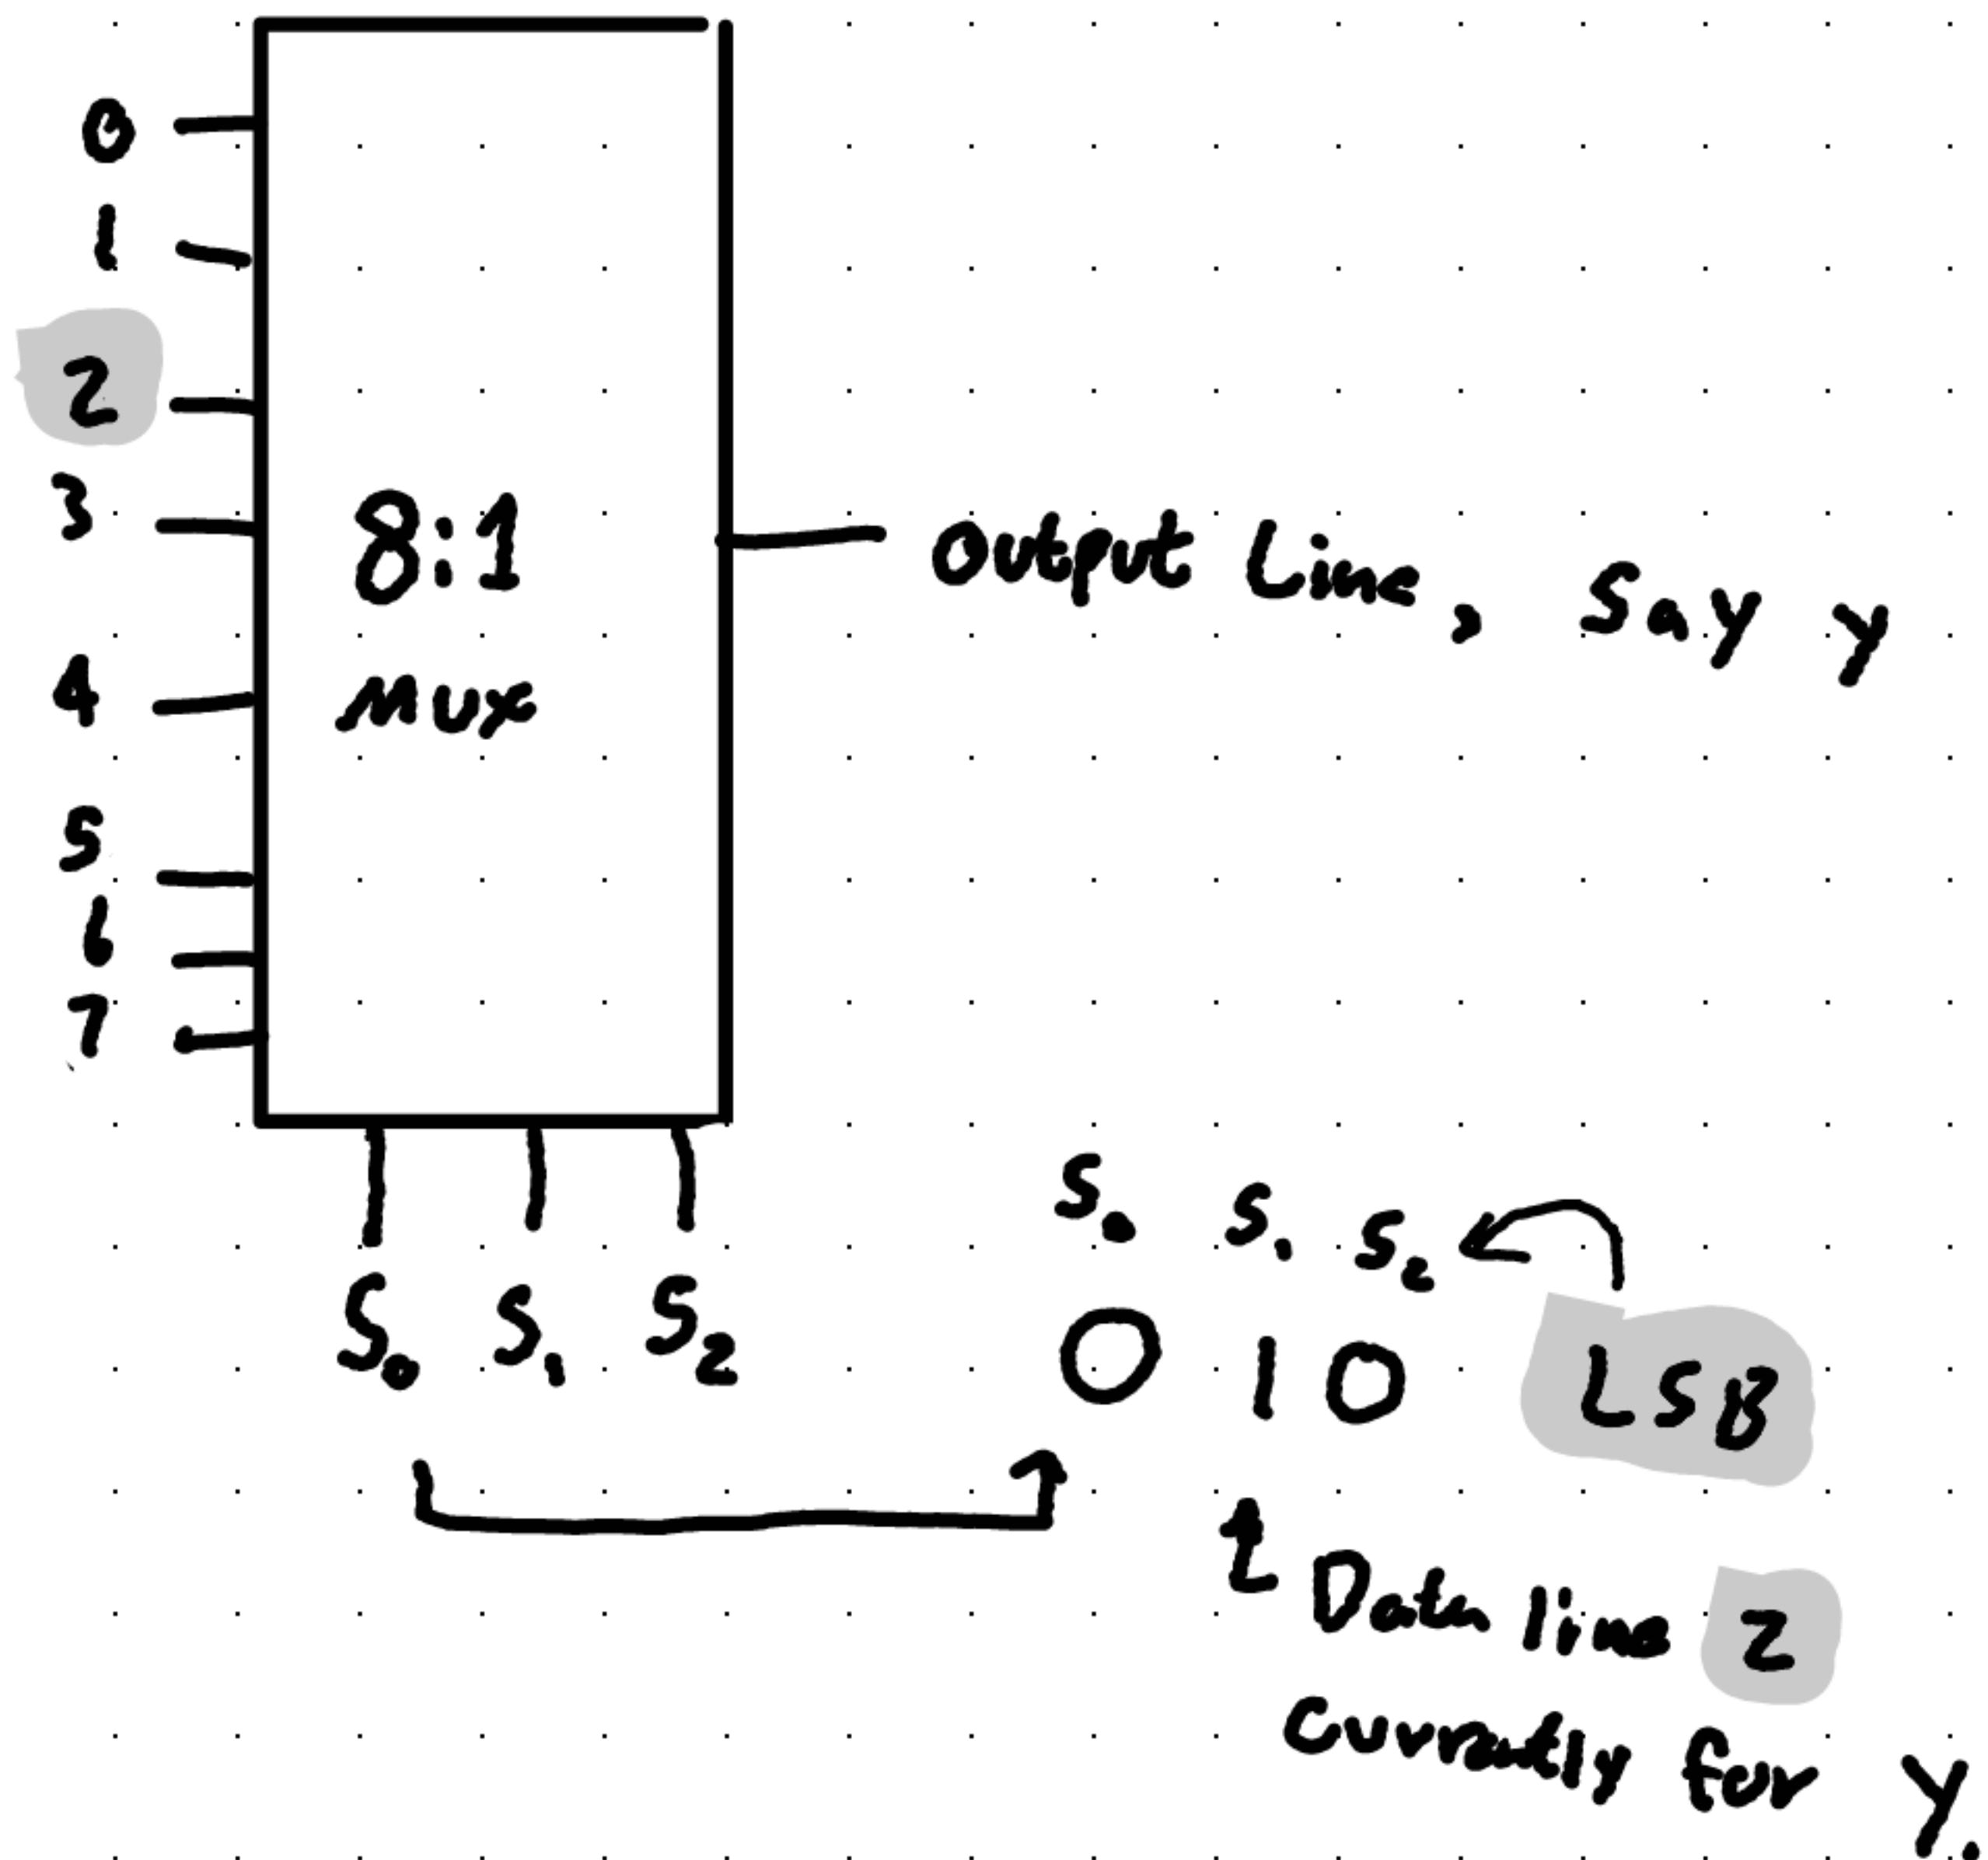 0
1
2
3
8:1
Output Line, Say y
4
Mux
5
6
7
S0 S1 S2
S0 S1 S2
0 1 0 LSB
Data line 2
Currently for Y.